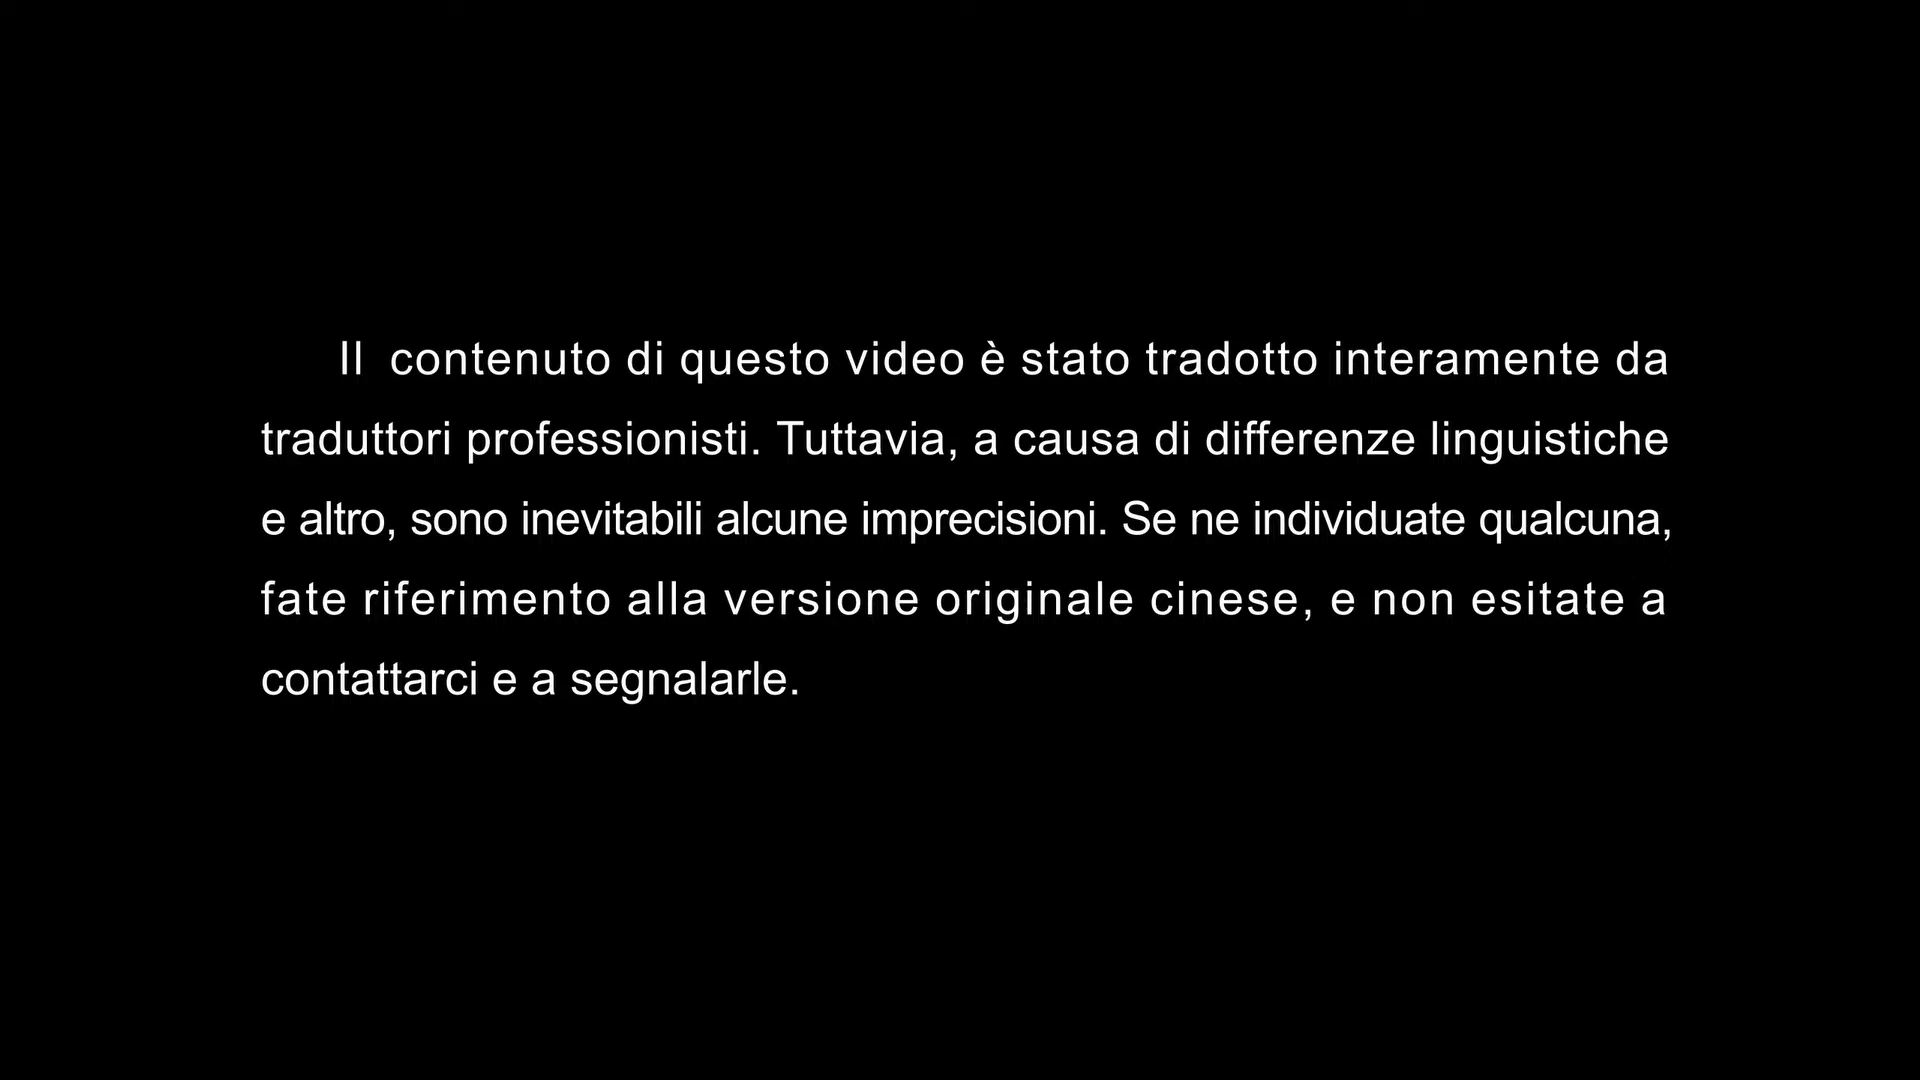 Il contenuto di questo video è stato tradotto interamente da
traduttori professionisti. Tuttavia, a causa di differenze linguistiche
e altro, sono inevitabili alcune imprecisioni. Se ne individuate qualcuna,
fate riferimento alla versione originale cinese, e non esitate a
contattarci e a segnalarle.